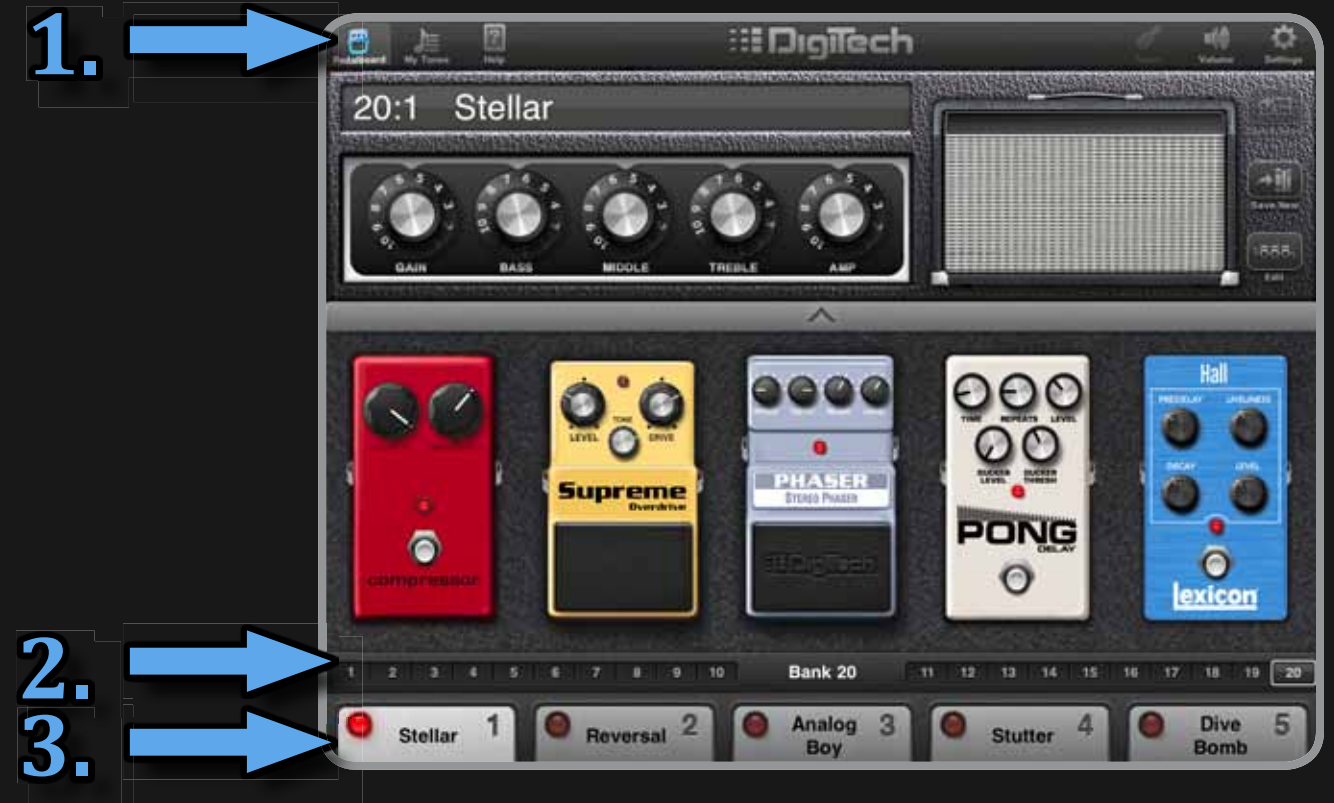 1.
Pedalboard My Tones ? Help DigiTech Volume Settings
20:1 Stellar
GAIN BASS MIDDLE TREBLE AMP
Save New
Edit
LEVEL TONE DRIVE
Supreme
Overdrive
compressor
PHASER
STEREO PHASER
DigiTech
TIME REPEATS LEVEL
DUCKER LEVEL DUCKER THRESH
PONG
DELAY
Hall
PREDELAY LIVELINESS
DECAY LEVEL
lexicon
2.
1 2 3 4 5 6 7 8 9 10 Bank 20 11 12 13 14 15 16 17 18 19 20
3.
Stellar 1 Reversal 2 Analog Boy 3 Stutter 4 Dive Bomb 5